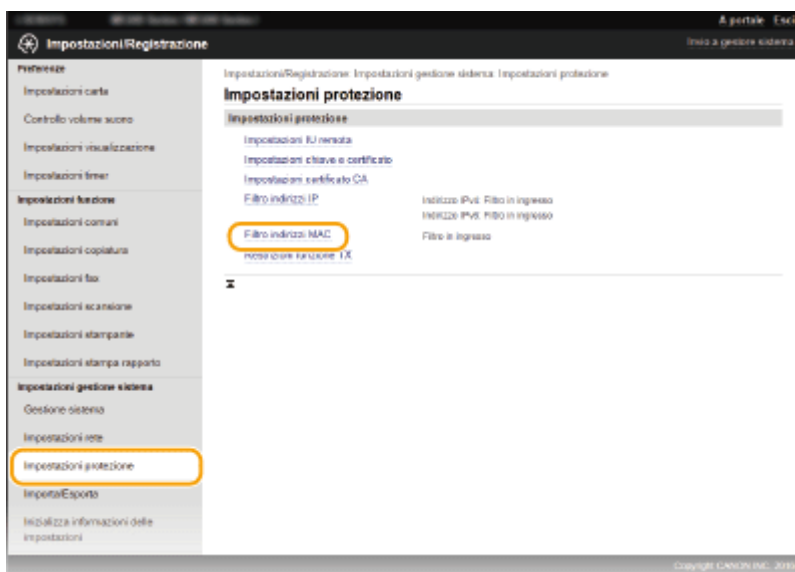 A portale Esci
Impostazioni/Registrazione
Invio a gestore sistema
Preferenze
Impostazioni carta
Controllo volume suono
Impostazioni visualizzazione
Impostazioni timer
Impostazioni funzione
Impostazioni comuni
Impostazioni copiatura
Impostazioni fax
Impostazioni scansione
Impostazioni stampante
Impostazioni stampa rapporto
Impostazioni gestione sistema
Gestione sistema
Impostazioni rete
Impostazioni protezione
Importa/Esporta
Inizializza informazioni delle
impostazioni
Impostazioni/Registrazione: Impostazioni gestione sistema: Impostazioni protezione
Impostazioni protezione
Impostazioni protezione
Impostazioni IU remota
Impostazioni chiave e certificato
Impostazioni certificato CA
Filtro indirizzi IP
Indirizzo IPv4: Filtro in ingresso
Indirizzo IPv6: Filtro in ingresso
Filtro indirizzi MAC
Filtro in ingresso
Restrizioni funzione TX
Copyright CANON INC.